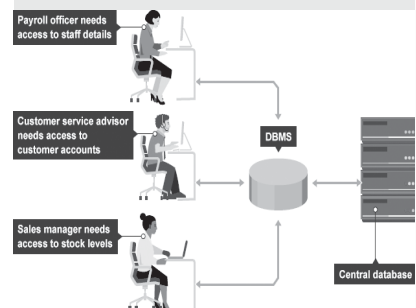 Payroll officer needs
access to staff details
Customer service advisor
needs access to
customer accounts
DBMS
Sales manager needs
access to stock levels
Central database